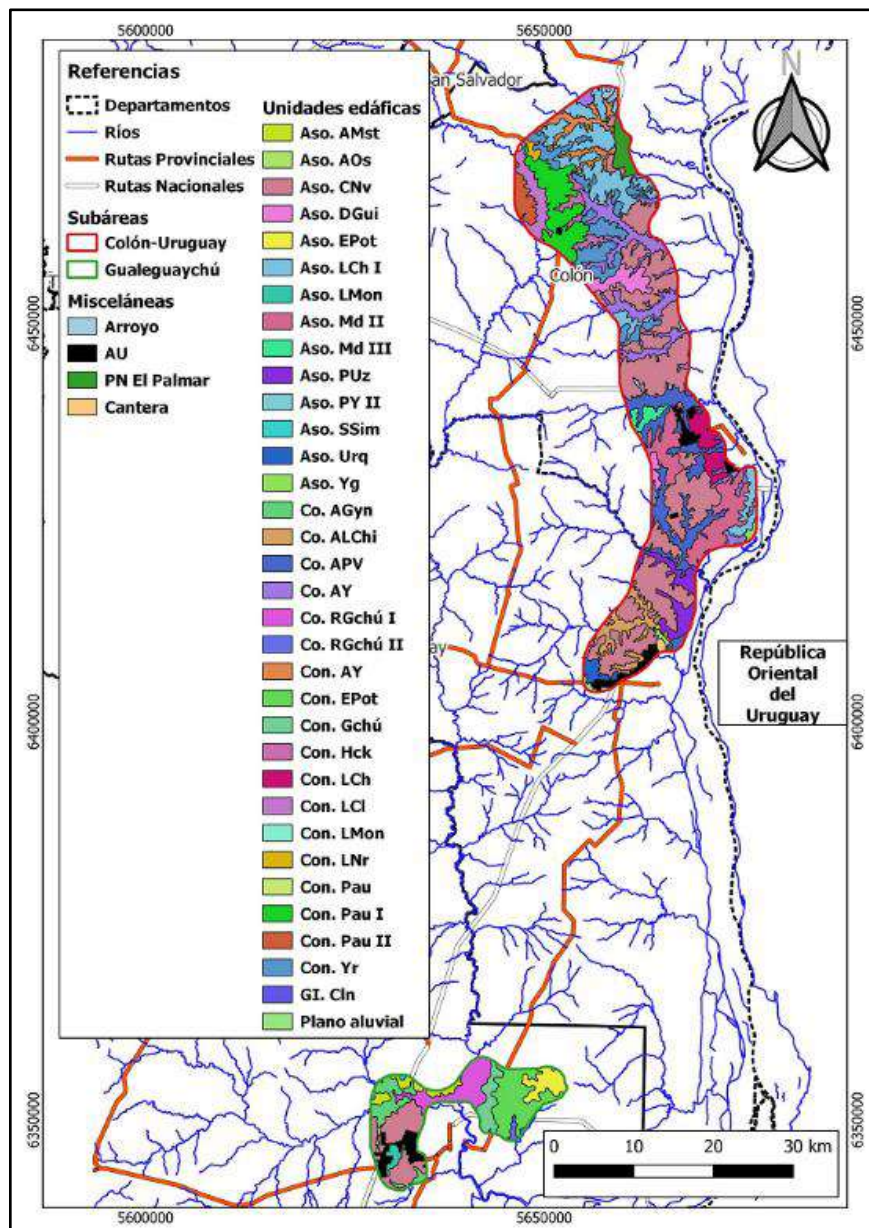 5600000
5650000
Referencias
Departamentos
Ríos
Rutas Provinciales
Rutas Nacionales
Subáreas
Colón-Uruguay
Gualeguaychú
Misceláneas
Arroyo
AU
PN El Palmar
Cantera
Unidades edáficas
Aso. AMst
Aso. AOs
Aso. CNv
Aso. DGui
Aso. EPot
Aso. LCh I
Aso. LMon
Aso. Md II
Aso. Md III
Aso. PUz
Aso. PY II
Aso. SSim
Aso. Urq
Aso. Yg
Co. AGyn
Co. ALChi
Co. APV
Co. AY
Co. RGchú I
Co. RGchú II
Con. AY
Con. EPot
Con. Gchú
Con. Hck
Con. LCh
Con. LCl
Con. LMon
Con. LNr
Con. Pau
Con. Pau I
Con. Pau II
Con. Yr
GI. Cln
Plano aluvial
an Salvador
N
Colón
ay
República
Oriental
del
Uruguay
6450000
6450000
6400000
6400000
6350000
6350000
0 10 20 30 km
5600000
5650000